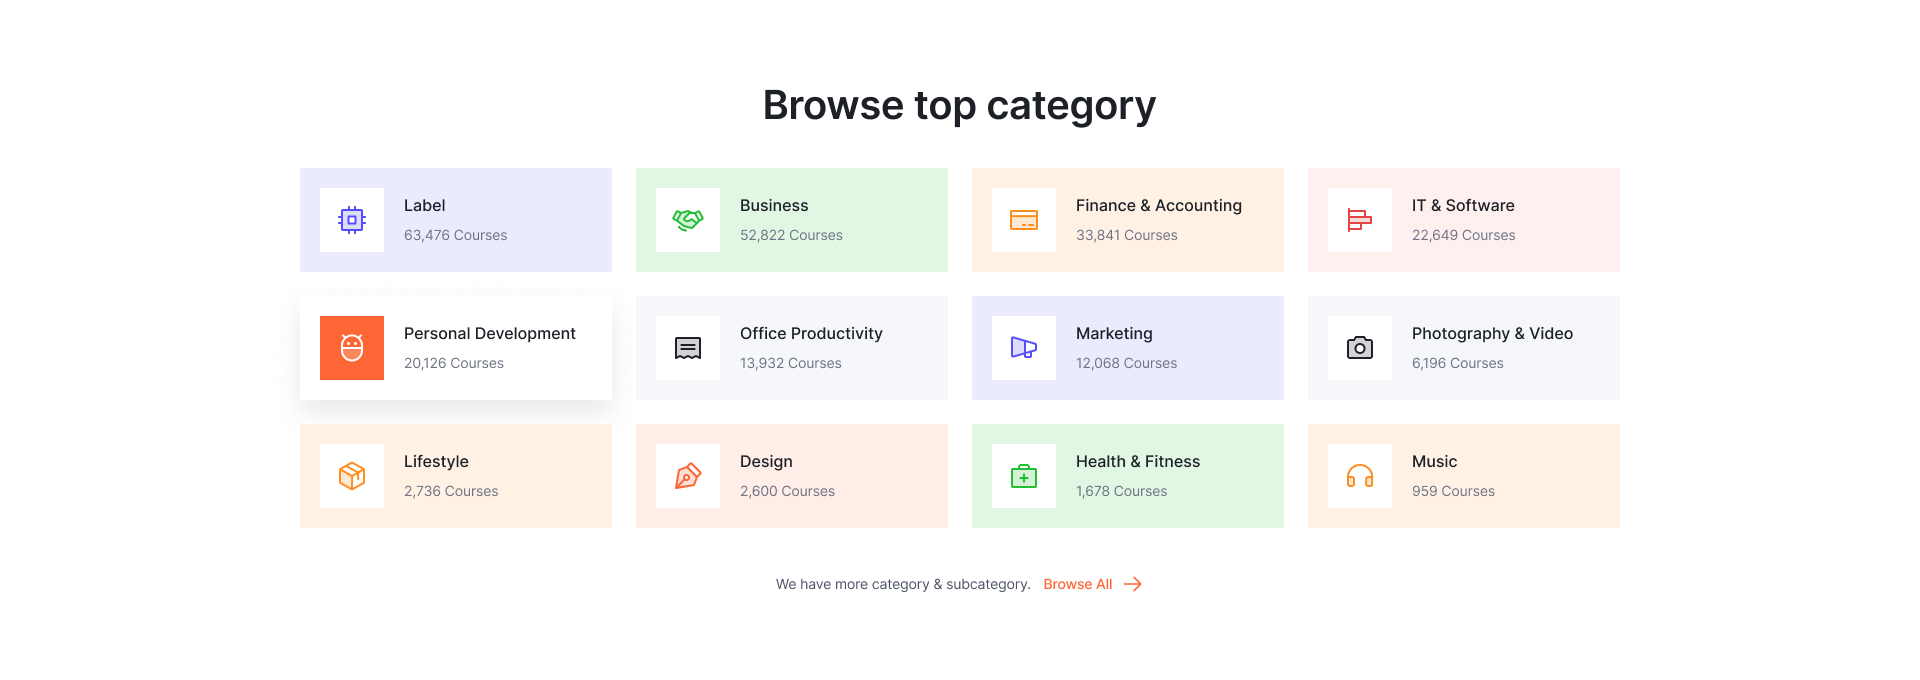 Browse top category
Label
63,476 Courses
Business
52,822 Courses
Finance & Accounting
33,841 Courses
IT & Software
22,649 Courses
Personal Development
20,126 Courses
Office Productivity
13,932 Courses
Marketing
12,068 Courses
Photography & Video
6,196 Courses
Lifestyle
2,736 Courses
Design
2,600 Courses
Health & Fitness
1,678 Courses
Music
959 Courses
We have more category & subcategory. Browse All